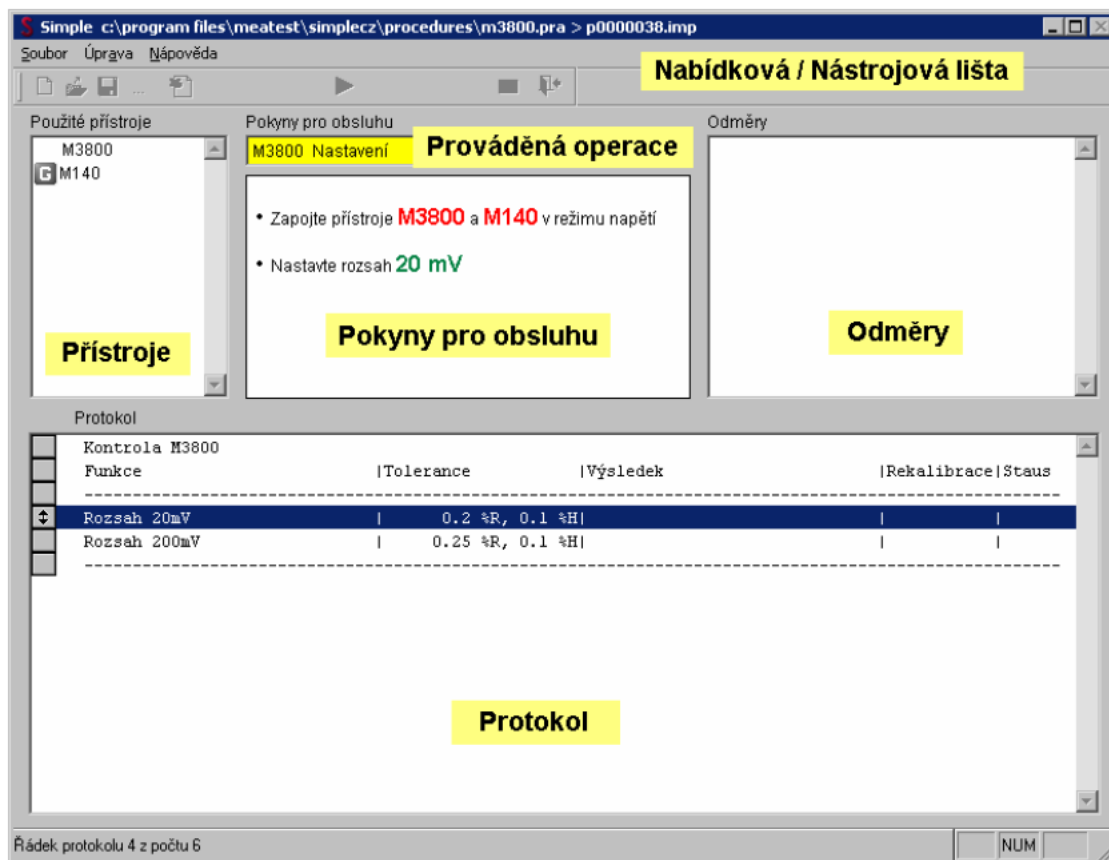 Simple c:\program files\meatest\simplecz\procedures\m3800.pra > p0000038.imp
Soubor Úprava Nápověda
Nabídková / Nástrojová lišta
...
Použité přístroje
M3800
G M140
Přístroje
Pokyny pro obsluhu
M3800 Nastavení
Prováděná operace
• Zapojte přístroje M3800 a M140 v režimu napětí
• Nastavte rozsah 20 mV
Pokyny pro obsluhu
Odměry
Odměry
Protokol
Kontrola M3800
Funkce |Tolerance |Výsledek |Rekalibrace|Staus
--------------------------------------------------------------------------------
Rozsah 20mV | 0.2 %R, 0.1 %H| | |
Rozsah 200mV | 0.25 %R, 0.1 %H| | |
--------------------------------------------------------------------------------
Protokol
Řádek protokolu 4 z počtu 6
NUM